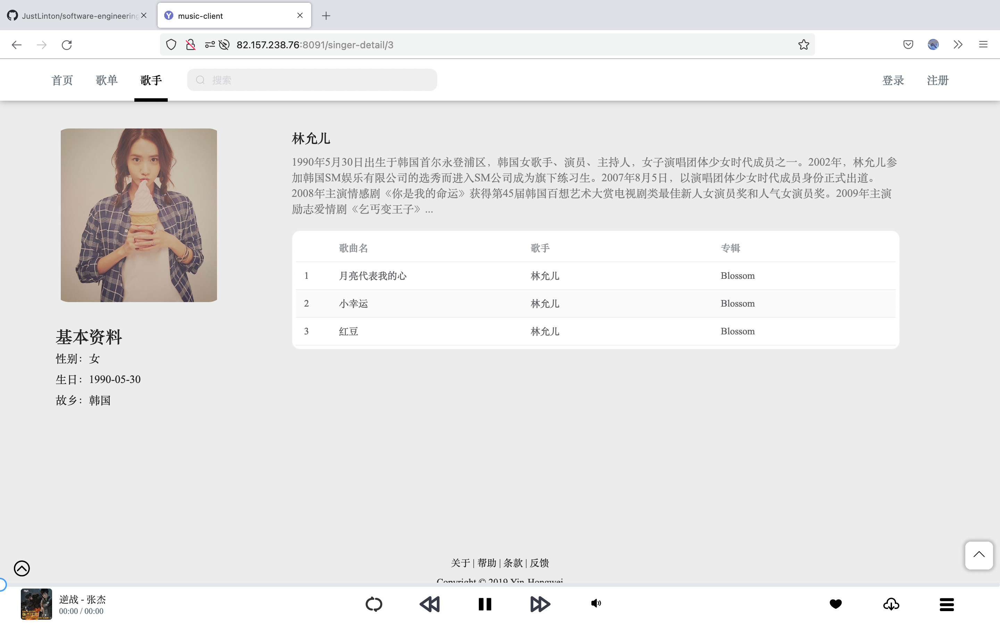 JustLinton/software-engineering
music-client
82.157.238.76:8091/singer-detail/3
首页 歌单 歌手 搜索 登录 注册
林允儿
1990年5月30日出生于韩国首尔永登浦区，韩国女歌手、演员、主持人，女子演唱团体少女时代成员之一。2002年，林允儿参
加韩国SM娱乐有限公司的选秀而进入SM公司成为旗下练习生。2007年8月5日，以演唱团体少女时代成员身份正式出道。
2008年主演情感剧《你是我的命运》获得第45届韩国百想艺术大赏电视剧类最佳新人女演员奖和人气女演员奖。2009年主演
励志爱情剧《乞丐变王子》...
歌曲名 歌手 专辑
1 月亮代表我的心 林允儿 Blossom
2 小幸运 林允儿 Blossom
3 红豆 林允儿 Blossom
基本资料
性别：女
生日：1990-05-30
故乡：韩国
关于 | 帮助 | 条款 | 反馈
Copyright © 2019 Yin-Hongwei
逆战 - 张杰
00:00 / 00:00